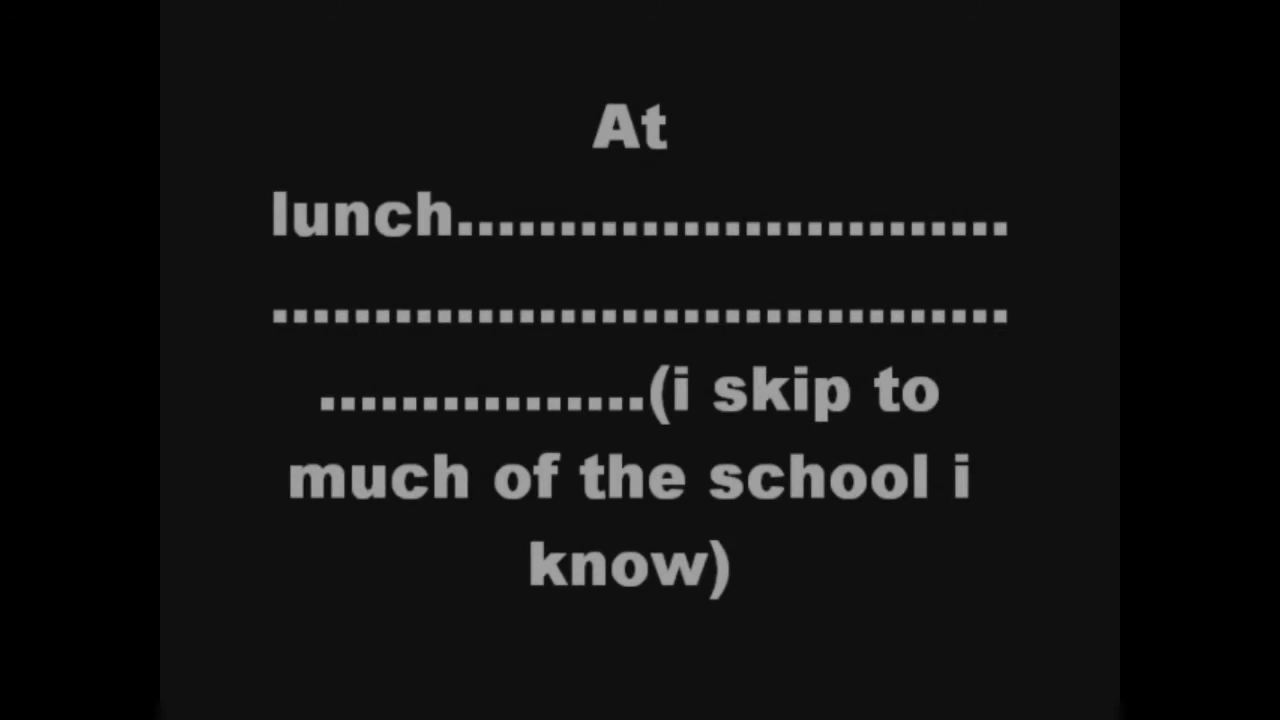 At
lunch...........................
....................................
................(i skip to
much of the school i
know)